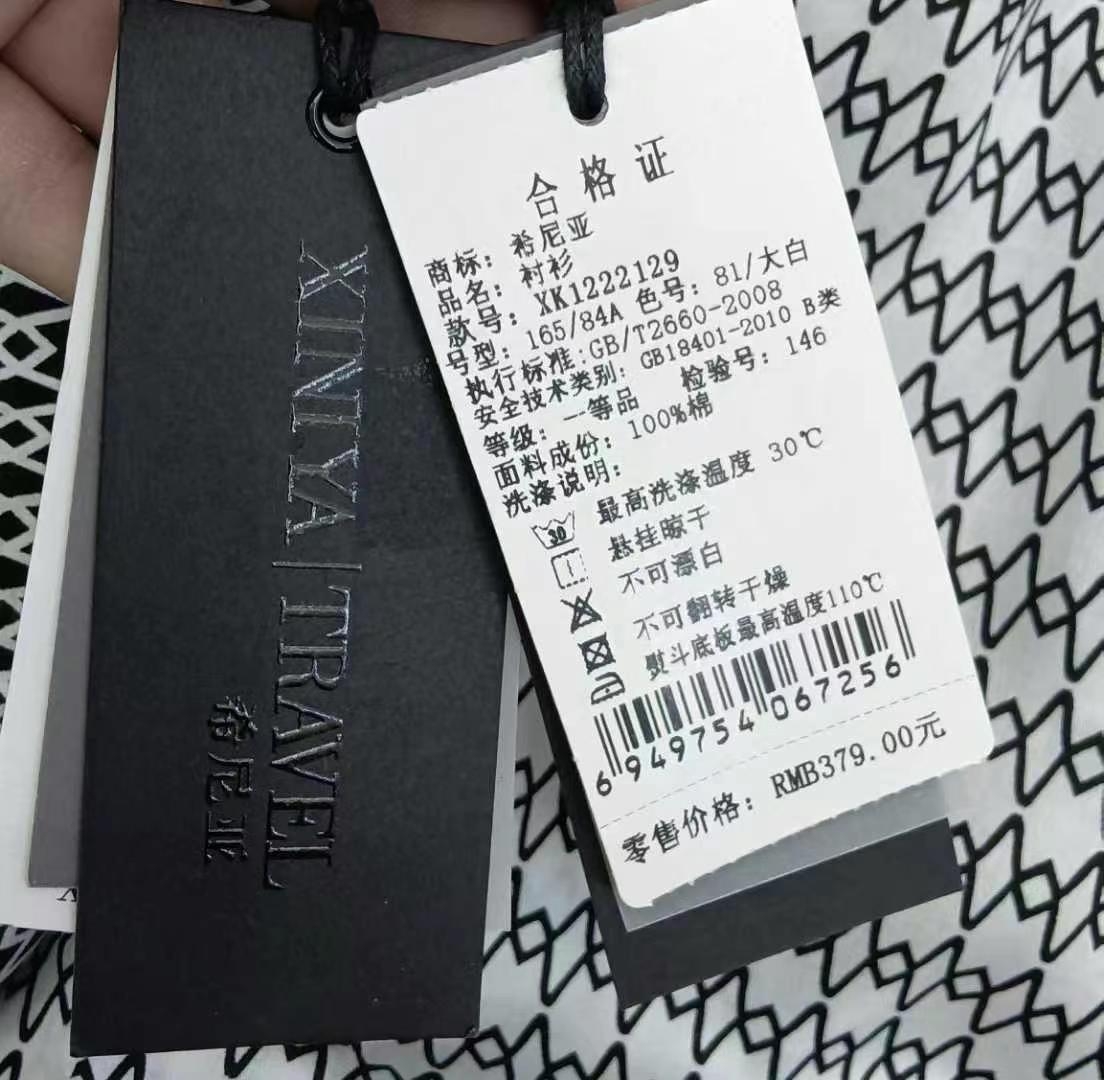 XINIYA | TRAVEL
希尼亚
合格证
商标: 希尼亚
品名: 衬衫
款号: XK1222129
号型: 165/84A 色号: 81/大白
执行标准:GB/T2660-2008
安全技术类别: GB18401-2010 B类
等级: 一等品 检验号: 146
面料成份: 100%棉
洗涤说明:
30 最高洗涤温度 30℃
悬挂晾干
不可漂白
不可翻转干燥
熨斗底板最高温度110℃
6 949754 067256
零售价格: RMB379.00元